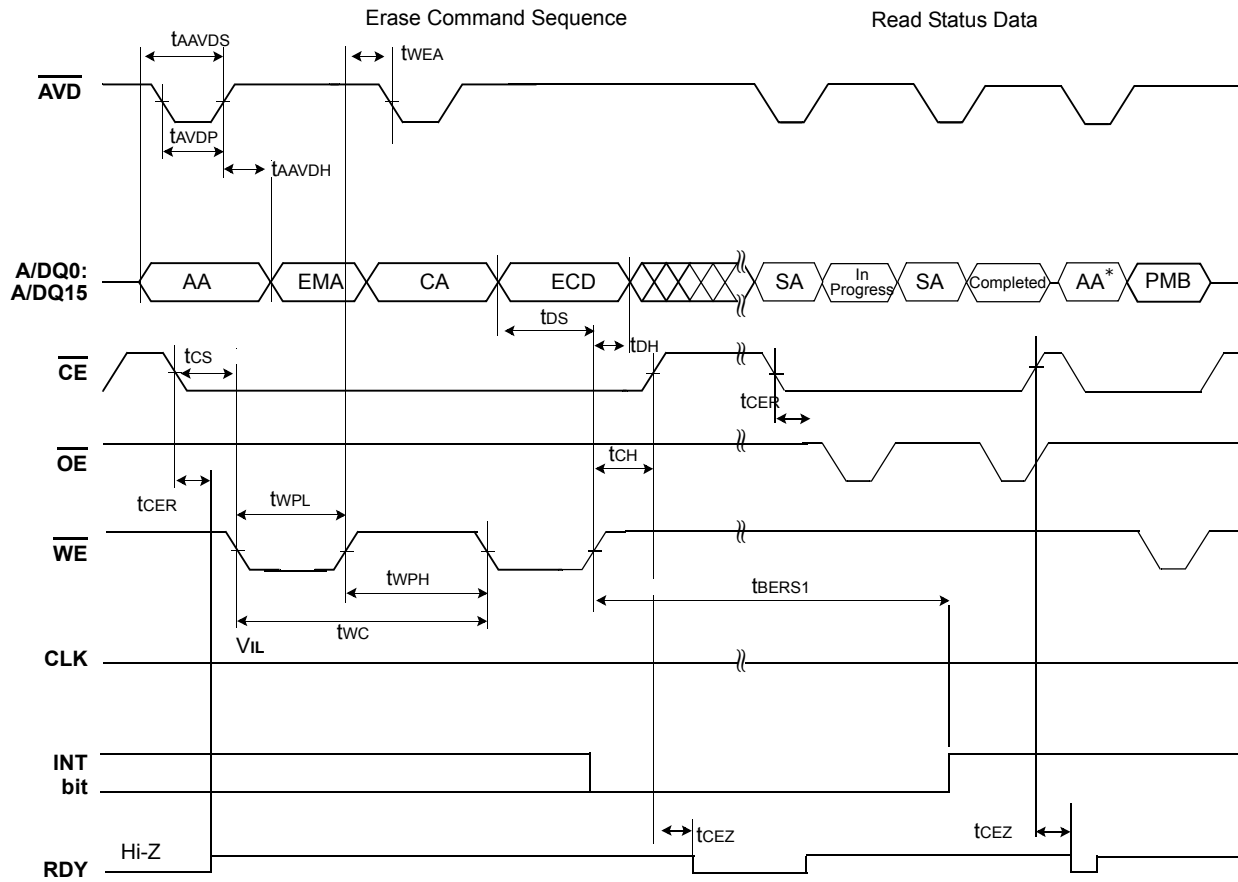 Erase Command Sequence
Read Status Data
tAAVDS
tWEA
AVD
tAVDP
tAAVDH
A/DQ0:
A/DQ15
AA
EMA
CA
ECD
SA
In
Progress
SA
Completed
AA*
PMB
tDS
tDH
tCS
CE
tCER
OE
tCH
tCER
tWPL
WE
tWPH
tBERS1
tWC
VIL
CLK
INT
bit
tCEZ
tCEZ
Hi-Z
RDY